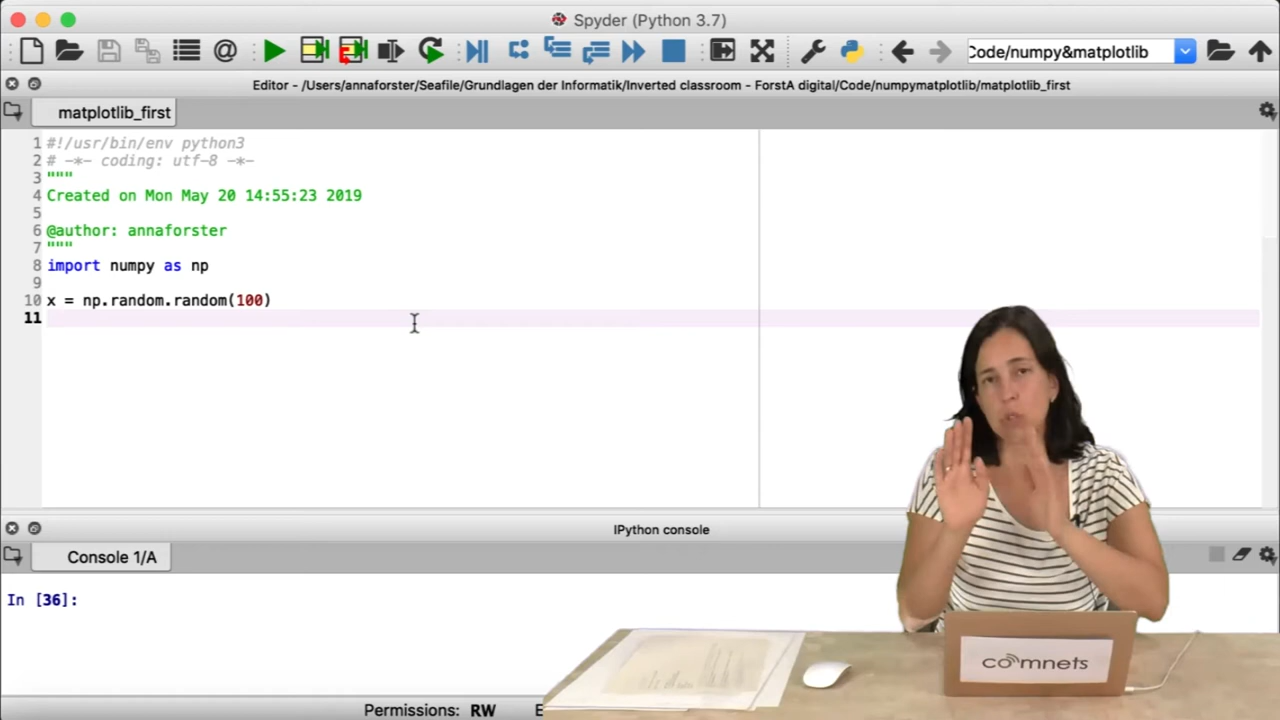 Spyder (Python 3.7)
Code/numpy&matplotlib
Editor - /Users/annaforster/Seafile/Grundlagen der Informatik/Inverted classroom - ForstA digital/Code/numpymatplotlib/matplotlib_first
matplotlib_first
1 #!/usr/bin/env python3
2 # -*- coding: utf-8 -*-
3 """
4 Created on Mon May 20 14:55:23 2019
5
6 @author: annaforster
7 """
8 import numpy as np
9
10 x = np.random.random(100)
11
IPython console
Console 1/A
In [36]:
Permissions: RW E
comnets